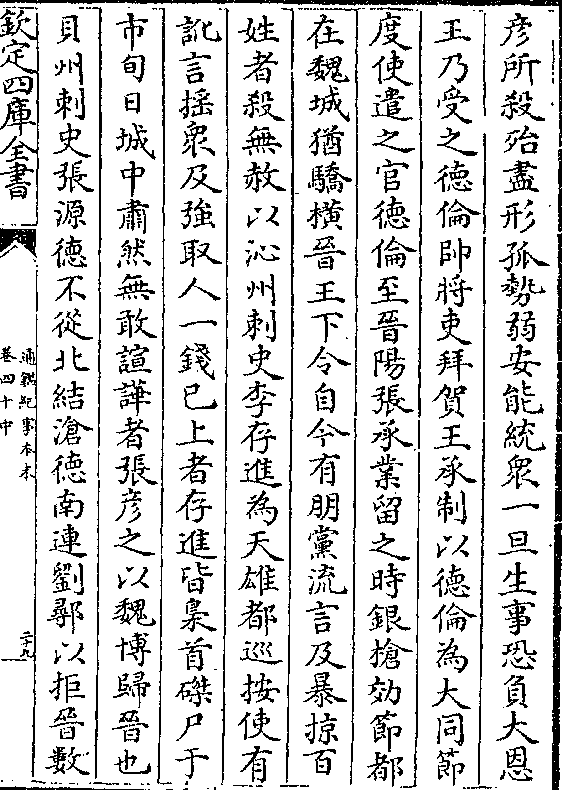 彦所殺殆盡形孤勢弱安能統衆一旦生事恐負大恩
王乃受之德倫帥將吏拜賀王承制以德倫為大同節
度使遣之官德倫至晉陽張承業留之時銀槍効節都
在魏城猶驕橫晉王下令自今有朋黨流言及暴掠百
姓者殺無赦以沁州刺史李存進為天雄都巡按使有
訛言揺衆及強取人一錢已上者存進皆梟首磔尸于
市旬日城中肅然無敢諠譁者張彦之以魏博歸晉也
貝州刺史張源德不從北結滄德南連劉鄩以拒晉數
欽定四庫全書
通鑑紀事本末
卷四十中
二十九